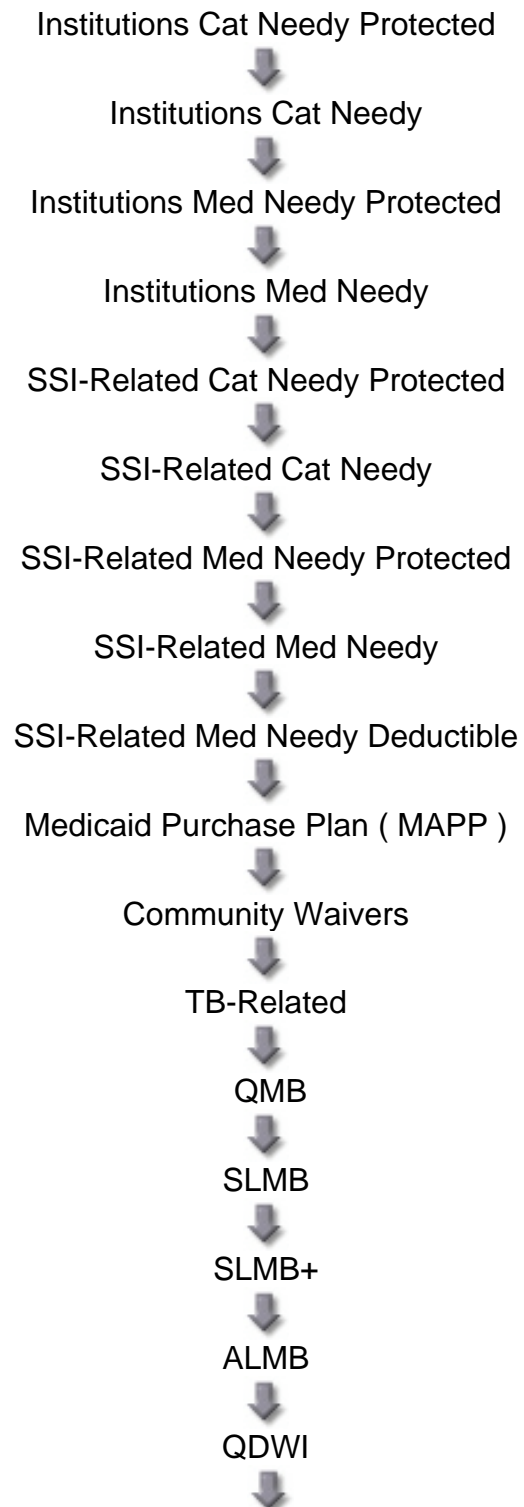 Institutions Cat Needy Protected
Institutions Cat Needy
Institutions Med Needy Protected
Institutions Med Needy
SSI-Related Cat Needy Protected
SSI-Related Cat Needy
SSI-Related Med Needy Protected
SSI-Related Med Needy
SSI-Related Med Needy Deductible
Medicaid Purchase Plan ( MAPP )
Community Waivers
TB-Related
QMB
SLMB
SLMB+
ALMB
QDWI